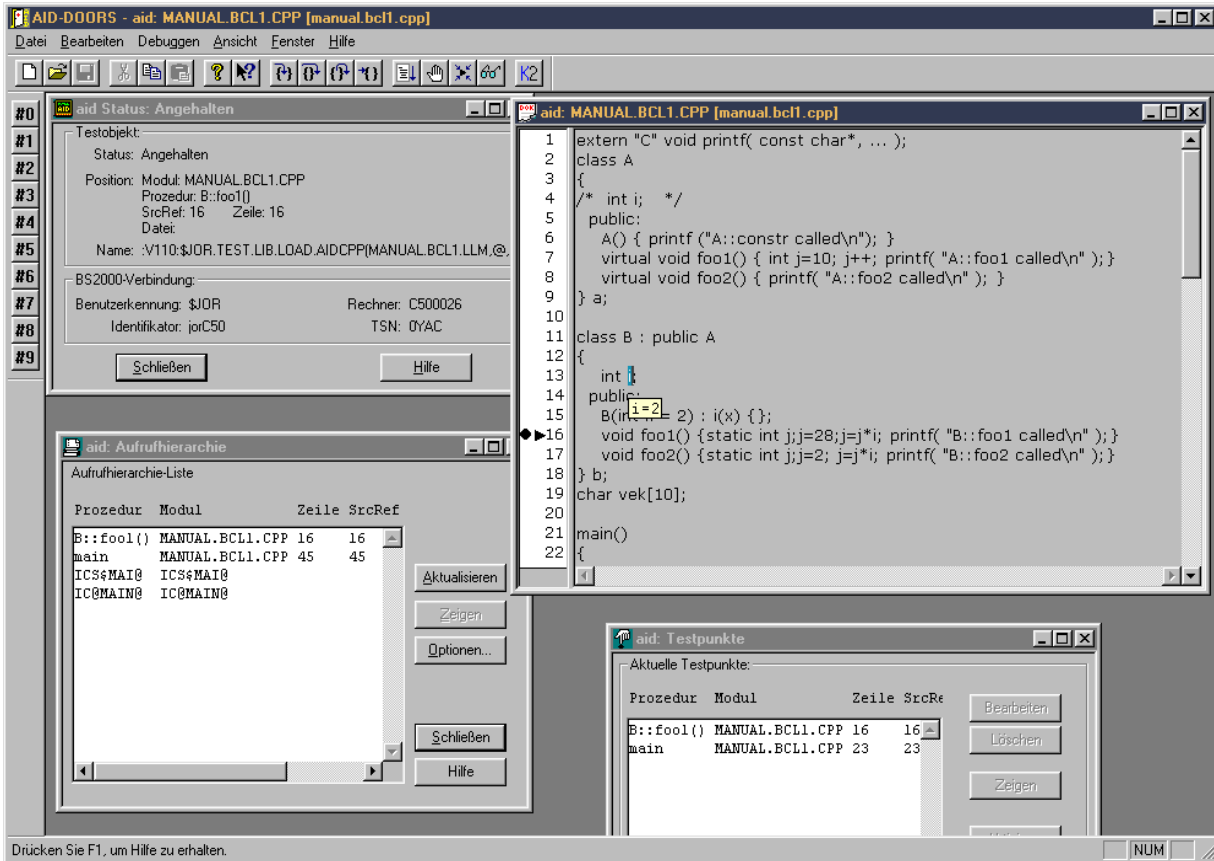 AID-DOORS - aid: MANUAL.BCL1.CPP [manual.bcl1.cpp]
Datei Bearbeiten Debuggen Ansicht Fenster Hilfe
K2
#0
#1
#2
#3
#4
#5
#6
#7
#8
#9
aid Status: Angehalten
Testobjekt:
Status: Angehalten
Position: Modul: MANUAL.BCL1.CPP
Prozedur: B::foo1()
SrcRef: 16 Zeile: 16
Datei:
Name: :V110:$JOR.TEST.LIB.LOAD.AIDCPP(MANUAL.BCL1.LLM,@,
BS2000-Verbindung:
Benutzerkennung: $JOR Rechner: C500026
Identifikator: jorC50 TSN: 0YAC
Schließen Hilfe
aid: MANUAL.BCL1.CPP [manual.bcl1.cpp]
1 extern "C" void printf( const char*, ... );
2 class A
3 {
4 /* int i; */
5 public:
6 A() { printf ("A::constr called\n"); }
7 virtual void foo1() { int j=10; j++; printf( "A::foo1 called\n" ); }
8 virtual void foo2() { printf( "A::foo2 called\n" ); }
9 } a;
10
11 class B : public A
12 {
13 int i;
14 public:
i=2
15 B(int = 2) : i(x) {};
16 void foo1() {static int j;j=28;j=j*i; printf( "B::foo1 called\n" ); }
17 void foo2() {static int j;j=2; j=j*i; printf( "B::foo2 called\n" ); }
18 } b;
19 char vek[10];
20
21 main()
22 {
aid: Aufrufhierarchie
Aufrufhierarchie-Liste
Prozedur Modul Zeile SrcRef
B::foo1() MANUAL.BCL1.CPP 16 16
main MANUAL.BCL1.CPP 45 45
ICS$MAI@ ICS$MAI@
IC@MAIN@ IC@MAIN@
Aktualisieren
Zeigen
Optionen...
Schließen
Hilfe
aid: Testpunkte
Aktuelle Testpunkte:
Prozedur Modul Zeile SrcRe
B::foo1() MANUAL.BCL1.CPP 16 16
main MANUAL.BCL1.CPP 23 23
Bearbeiten
Löschen
Zeigen
Drücken Sie F1, um Hilfe zu erhalten.
NUM